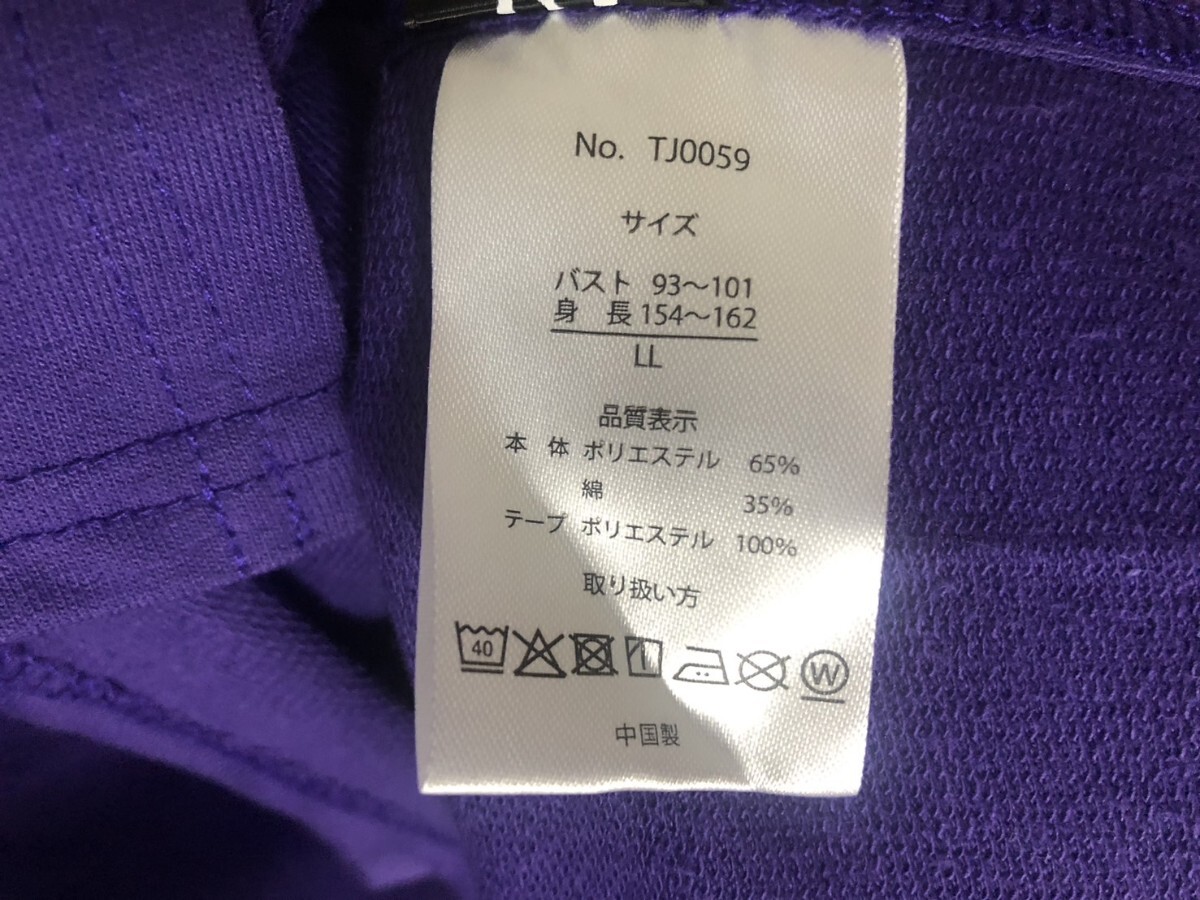 No. TJ0059
サイズ
バスト 93～101
身 長 154～162
LL
品質表示
本 体 ポリエステル 65%
綿 35%
テープ ポリエステル 100%
取り扱い方
40
W
中国製